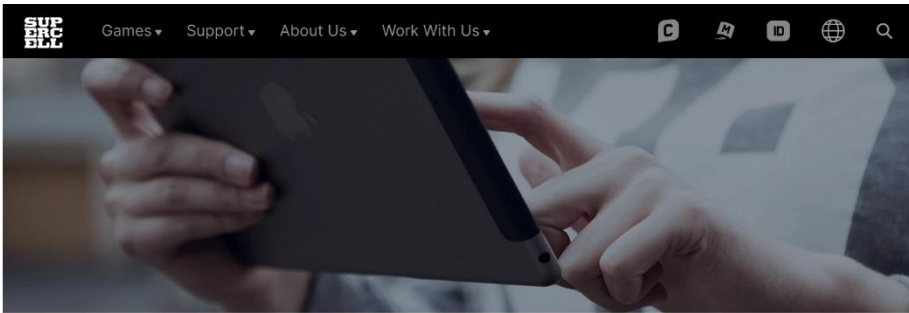 SUP
ERC
ELL
Games
Support
About Us
Work With Us
C
M
ID